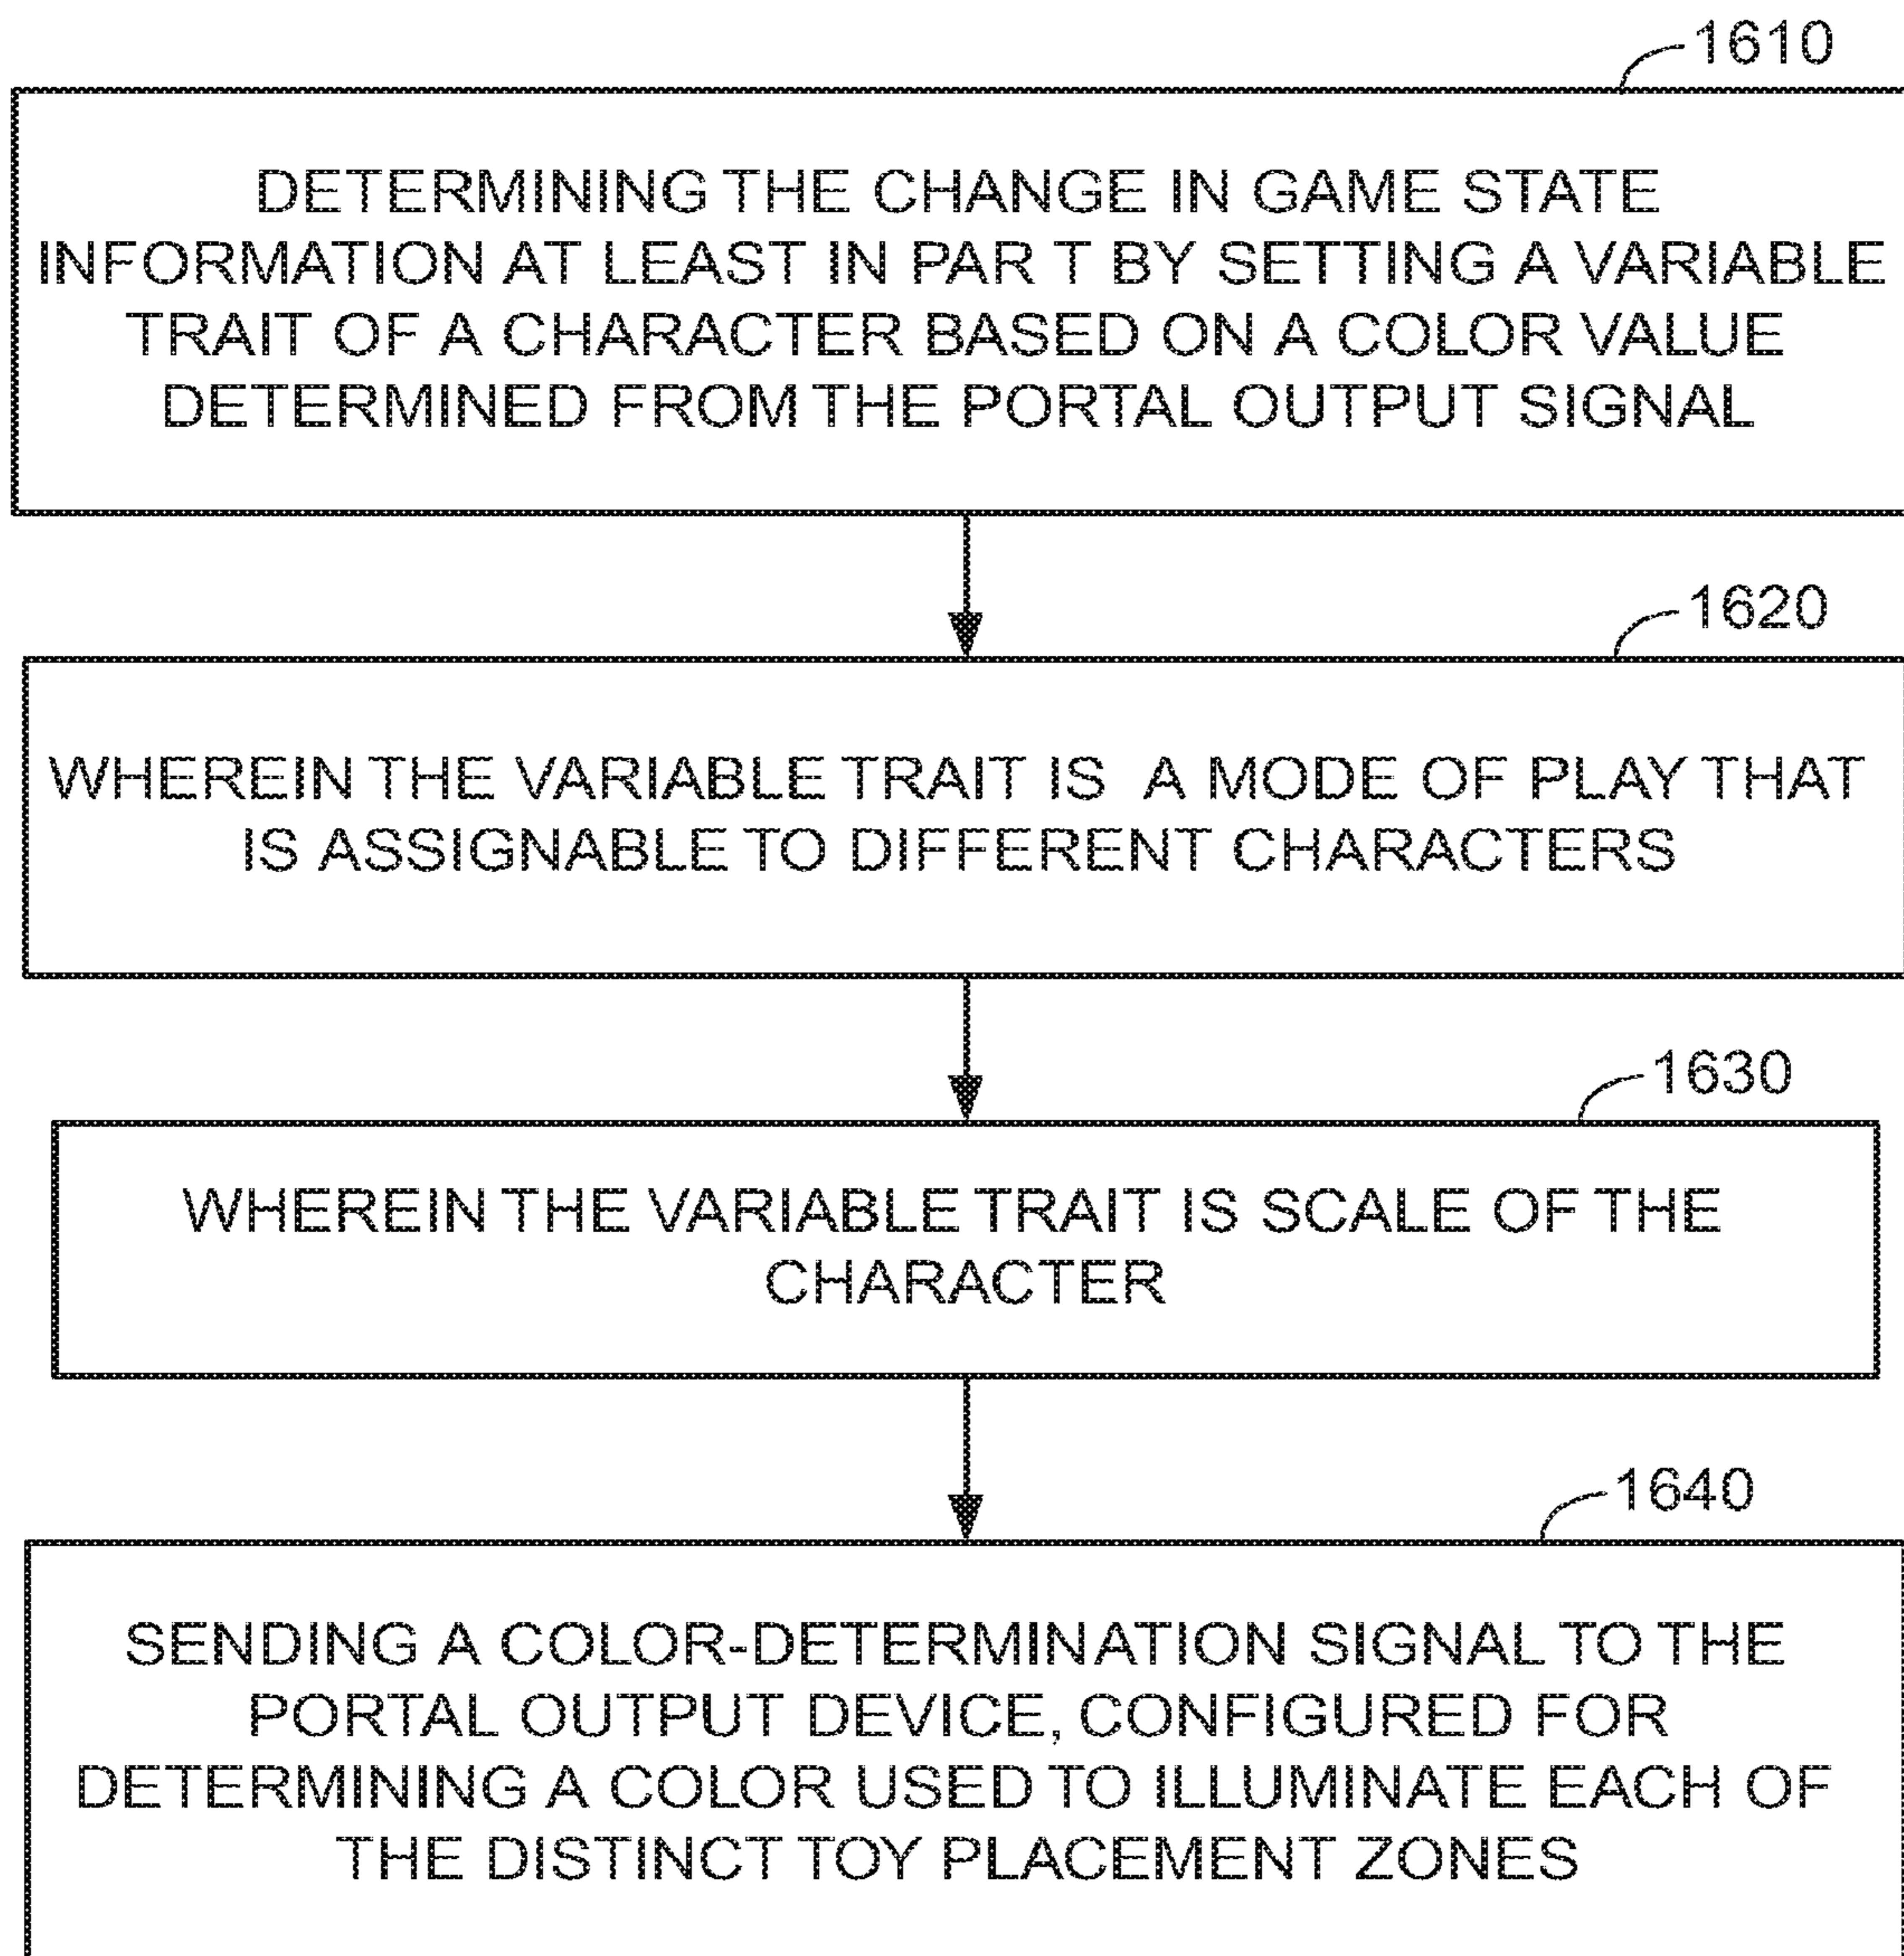 1610
DETERMINING THE CHANGE IN GAME STATE
INFORMATION AT LEAST IN PAR T BY SETTING A VARIABLE
TRAIT OF A CHARACTER BASED ON A COLOR VALUE
DETERMINED FROM THE PORTAL OUTPUT SIGNAL
1620
WHEREIN THE VARIABLE TRAIT IS A MODE OF PLAY THAT
IS ASSIGNABLE TO DIFFERENT CHARACTERS
1630
WHEREIN THE VARIABLE TRAIT IS SCALE OF THE
CHARACTER
1640
SENDING A COLOR-DETERMINATION SIGNAL TO THE
PORTAL OUTPUT DEVICE, CONFIGURED FOR
DETERMINING A COLOR USED TO ILLUMINATE EACH OF
THE DISTINCT TOY PLACEMENT ZONES